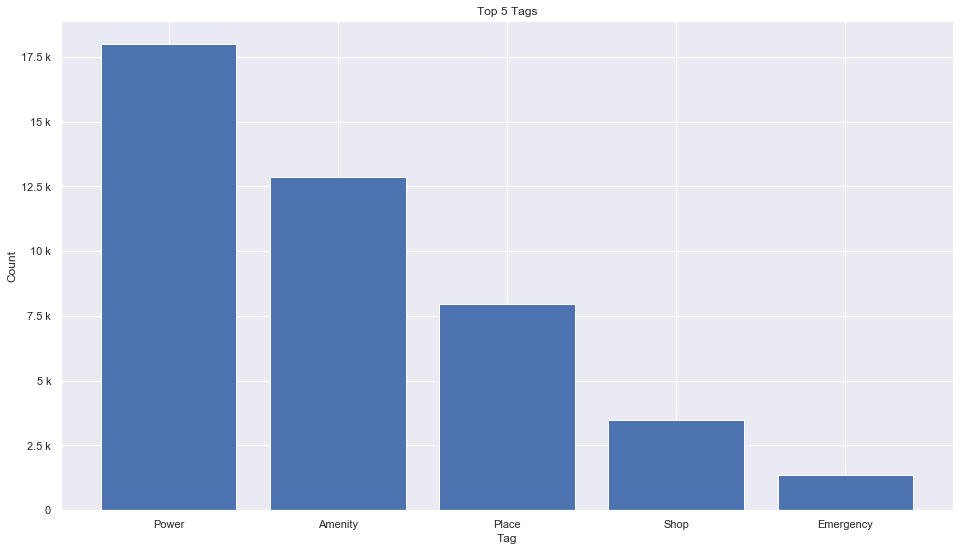 Top 5 Tags
17.5 k
15 k
12.5 k
10 k
7.5 k
5 k
2.5 k
0
Count
Power Amenity Place Shop Emergency
Tag